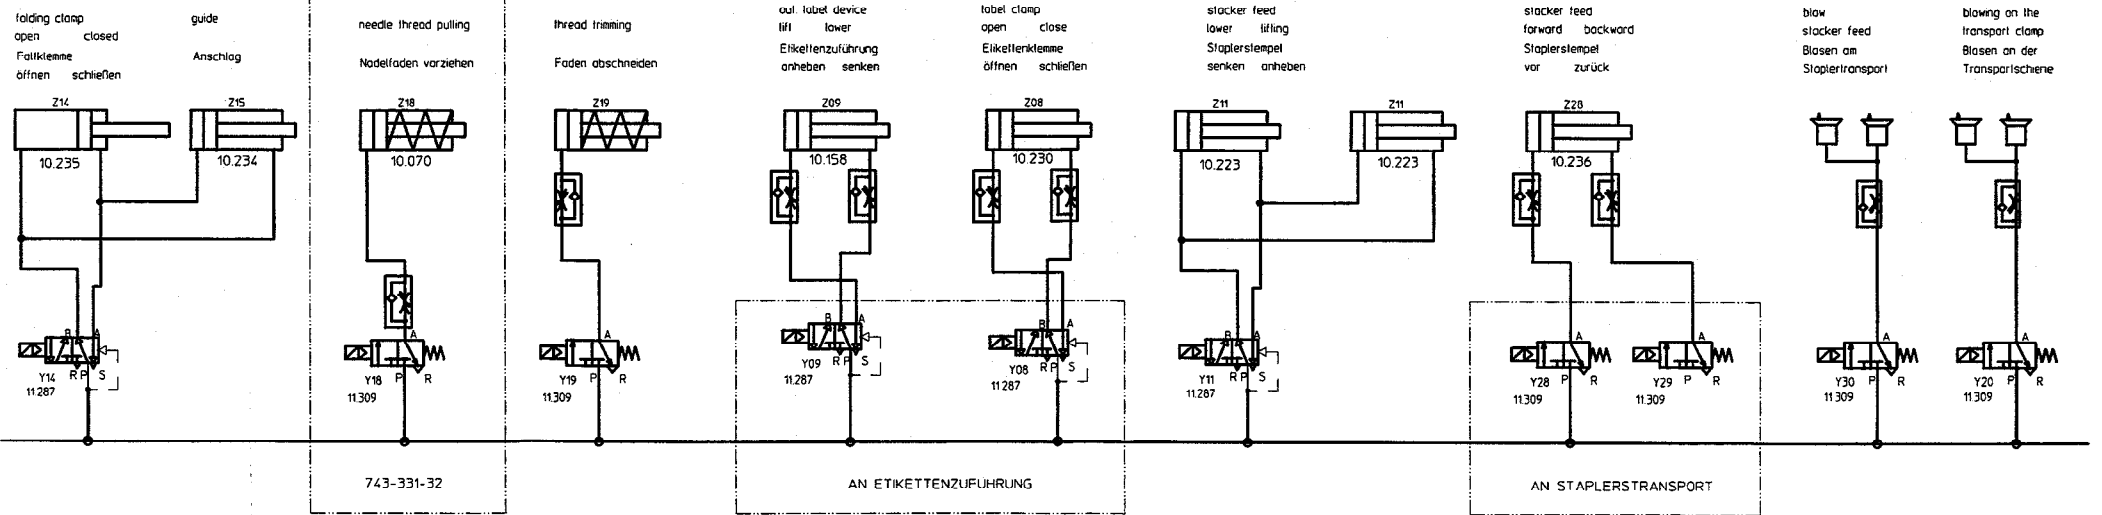 folding clamp
open closed
Faltklemme
öffnen schließen
guide
Anschlag
needle thread pulling
Nadelfaden vorziehen
thread trimming
Faden abschneiden
aut. label device
lift lower
Etikettenzuführung
anheben senken
label clamp
open close
Etikettenklemme
öffnen schließen
stacker feed
lower lifting
Staplerstempel
senken anheben
stacker feed
forward backward
Staplerstempel
vor zurück
blow
stacker feed
Blasen am
Staplertransport
blowing on the
transport clamp
Blasen an der
Transportschiene
Z14
Z15
Z18
Z19
Z09
Z08
Z11
Z11
Z28
10.235
10.234
10.070
10.158
10.230
10.223
10.223
10.236
B A
Y14 R P S
11.287
A
Y18 P R
11.309
Y19 P R
11.309
B A
Y09 R P S
11.287
B A
Y08 R P S
11.287
B A
Y11 R P S
11.287
A
Y28 P R
11.309
A
Y29 P R
11.309
A
Y30 P R
11.309
A
Y20 P R
11.309
743-331-32
AN ETIKETTENZUFUHRUNG
AN STAPLERSTRANSPORT